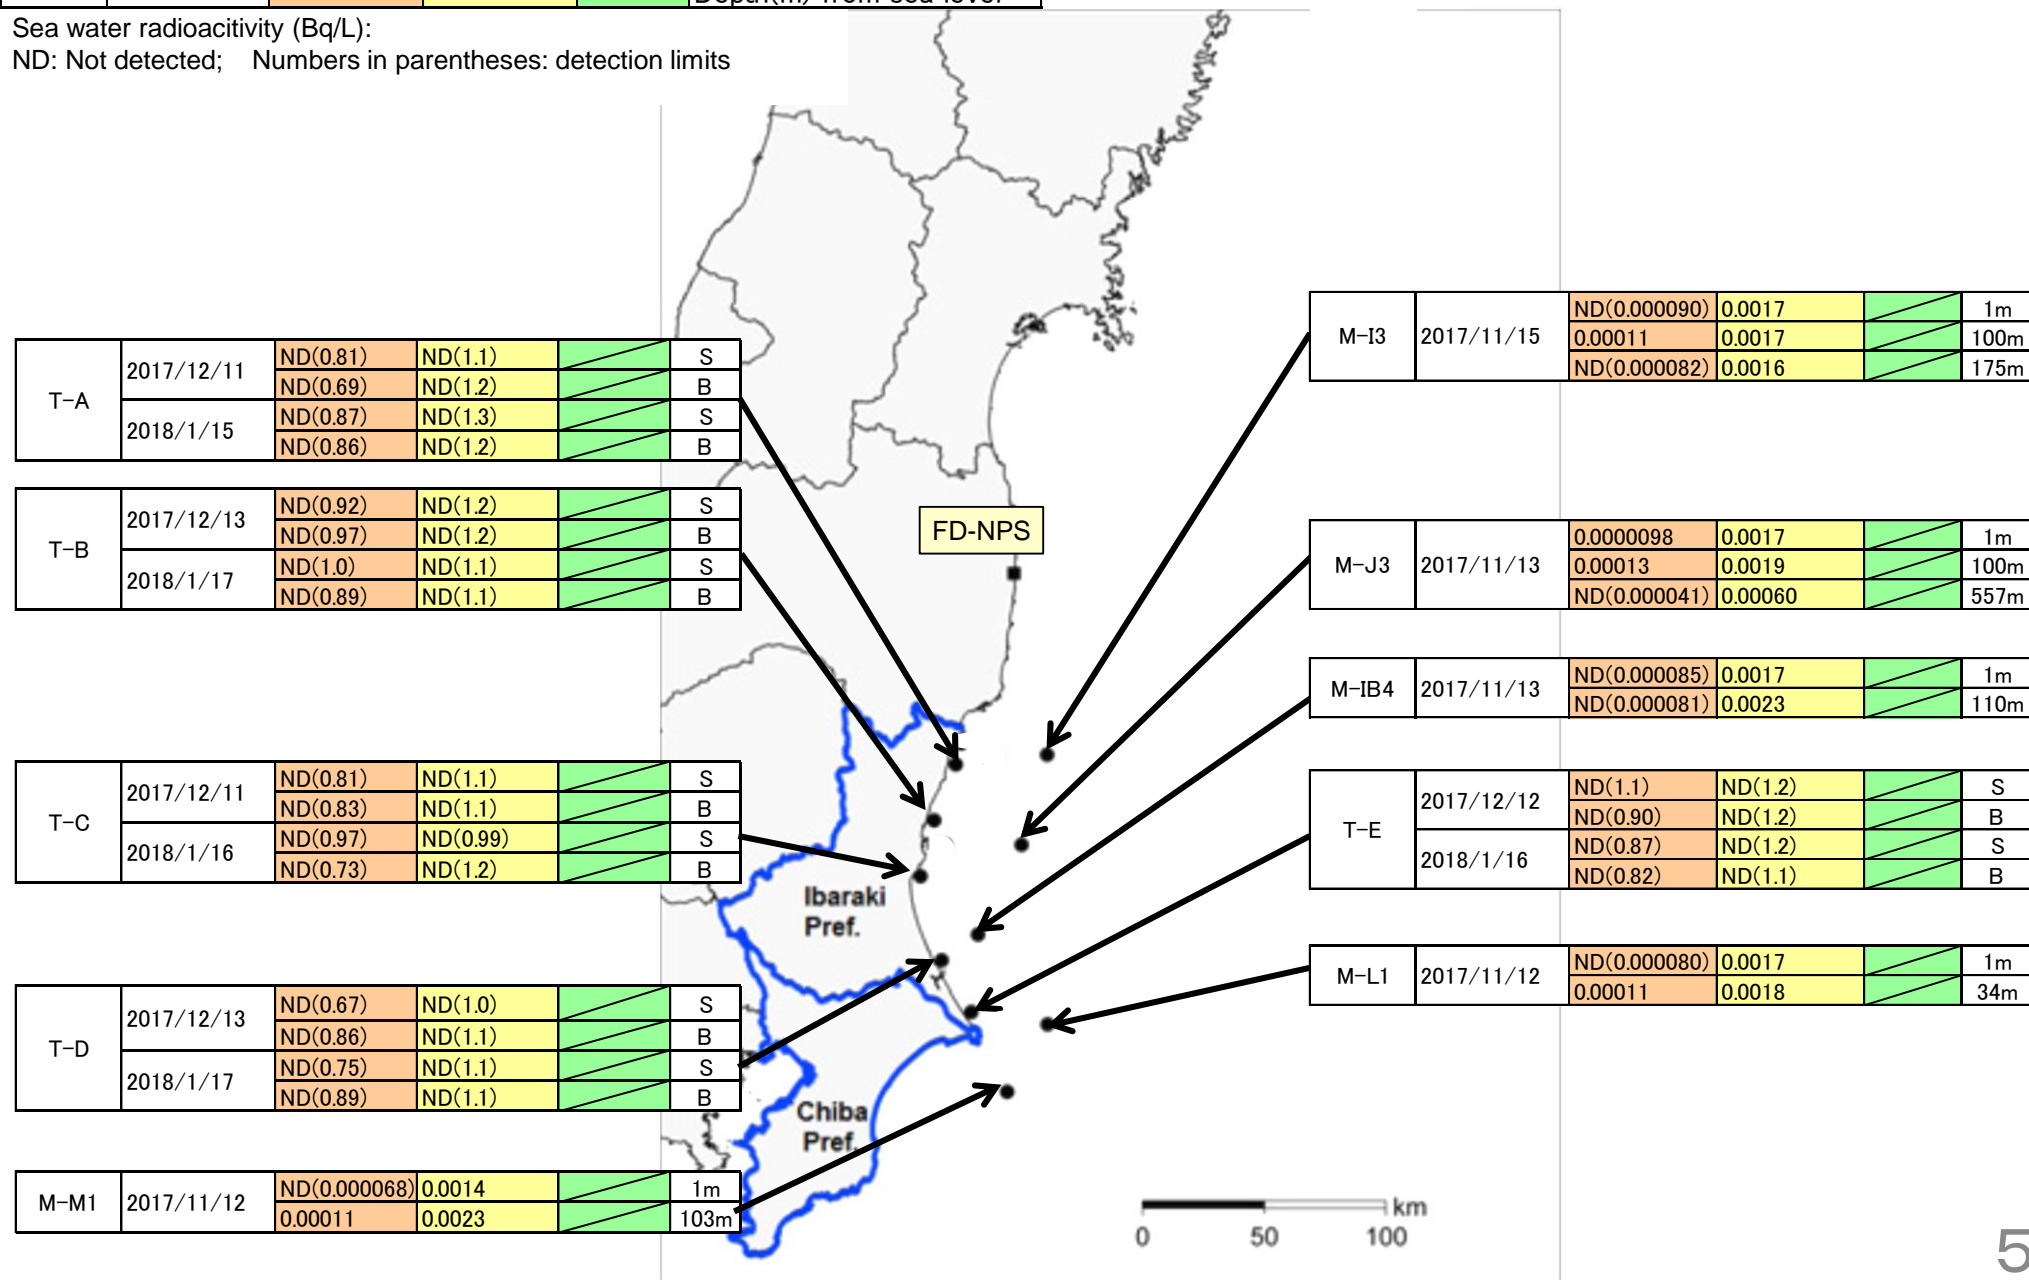 Depth(m) from sea level
Sea water radioacitivity (Bq/L):
ND: Not detected; Numbers in parentheses: detection limits
T-A
2017/12/11 ND(0.81) ND(1.1) S
ND(0.69) ND(1.2) B
2018/1/15 ND(0.87) ND(1.3) S
ND(0.86) ND(1.2) B
T-B
2017/12/13 ND(0.92) ND(1.2) S
ND(0.97) ND(1.2) B
2018/1/17 ND(1.0) ND(1.1) S
ND(0.89) ND(1.1) B
T-C
2017/12/11 ND(0.81) ND(1.1) S
ND(0.83) ND(1.1) B
2018/1/16 ND(0.97) ND(0.99) S
ND(0.73) ND(1.2) B
T-D
2017/12/13 ND(0.67) ND(1.0) S
ND(0.86) ND(1.1) B
2018/1/17 ND(0.75) ND(1.1) S
ND(0.89) ND(1.1) B
M-M1 2017/11/12 ND(0.000068) 0.0014 1m
0.00011 0.0023 103m
FD-NPS
Ibaraki
Pref.
Chiba
Pref.
M-I3 2017/11/15 ND(0.000090) 0.0017 1m
0.00011 0.0017 100m
ND(0.000082) 0.0016 175m
M-J3 2017/11/13 0.0000098 0.0017 1m
0.00013 0.0019 100m
ND(0.000041) 0.00060 557m
M-IB4 2017/11/13 ND(0.000085) 0.0017 1m
ND(0.000081) 0.0023 110m
T-E
2017/12/12 ND(1.1) ND(1.2) S
ND(0.90) ND(1.2) B
2018/1/16 ND(0.87) ND(1.2) S
ND(0.82) ND(1.1) B
M-L1 2017/11/12 ND(0.000080) 0.0017 1m
0.00011 0.0018 34m
km
0 50 100
5